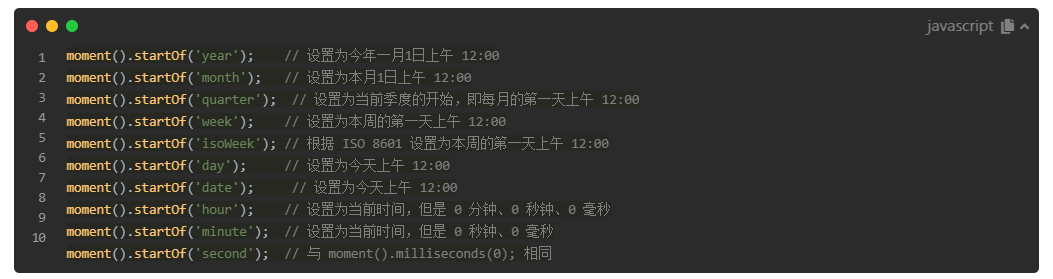 javascript
1 moment().startOf('year');    // 设置为今年一月1日上午 12:00
2 moment().startOf('month');   // 设置为本月1日上午 12:00
3 moment().startOf('quarter');  // 设置为当前季度的开始，即每月的第一天上午 12:00
4 moment().startOf('week');    // 设置为本周的第一天上午 12:00
5 moment().startOf('isoWeek'); // 根据 ISO 8601 设置为本周的第一天上午 12:00
6 moment().startOf('day');     // 设置为今天上午 12:00
7 moment().startOf('date');     // 设置为今天上午 12:00
8 moment().startOf('hour');    // 设置为当前时间，但是 0 分钟、0 秒钟、0 毫秒
9 moment().startOf('minute');  // 设置为当前时间，但是 0 秒钟、0 毫秒
10 moment().startOf('second');  // 与 moment().milliseconds(0); 相同